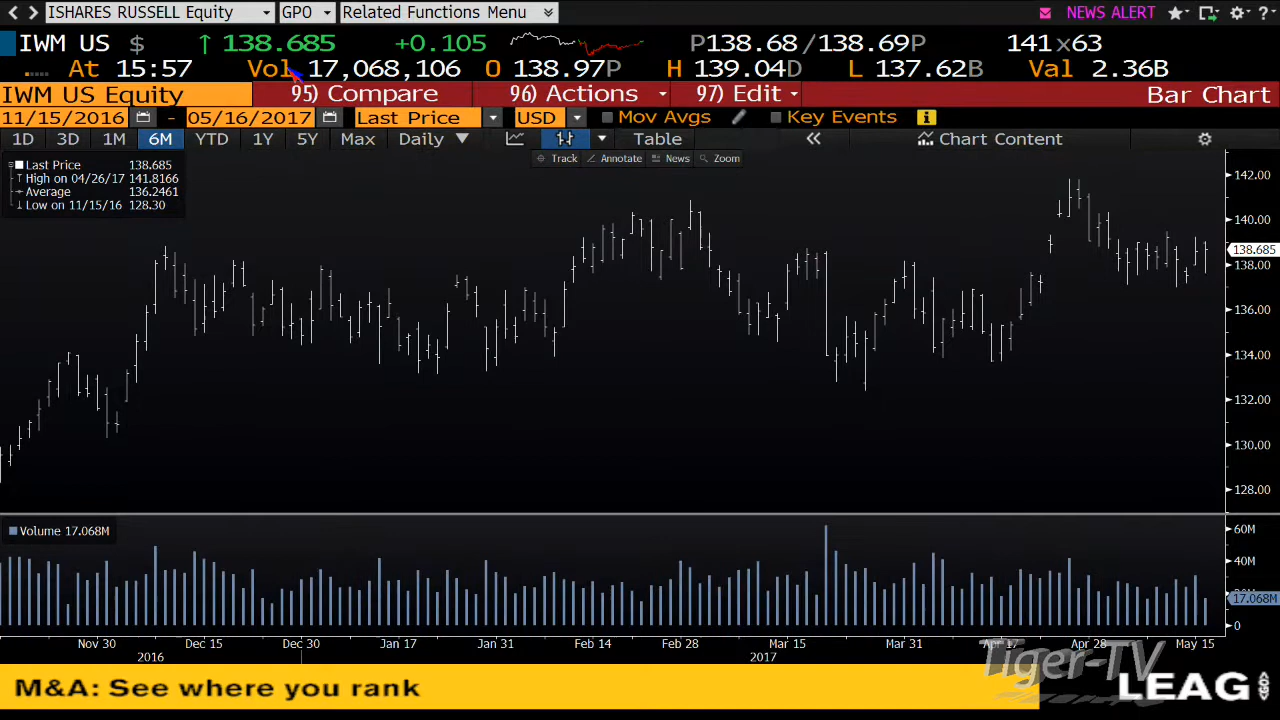 ISHARES RUSSELL Equity GPO Related Functions Menu NEWS ALERT ?
IWM US $ ↑ 138.685 +0.105 P138.68 /138.69P 141x63
At 15:57 Vol 17,068,106 O 138.97P H 139.04D L 137.62B Val 2.36B
IWM US Equity 95) Compare 96) Actions 97) Edit Bar Chart
11/15/2016 - 05/16/2017 Last Price USD Mov Avgs Key Events i
1D 3D 1M 6M YTD 1Y 5Y Max Daily ▼ Table « Chart Content
Track Annotate News Zoom
Last Price 138.685
High on 04/26/17 141.8166
Average 136.2461
Low on 11/15/16 128.30
142.00
140.00
138.685
138.00
136.00
134.00
132.00
130.00
128.00
Volume 17.068M
60M
40M
17.068M
0
Nov 30 Dec 15 Dec 30 Jan 17 Jan 31 Feb 14 Feb 28 Mar 15 Mar 31 Apr 17 Apr 28 May 15
2016 2017
Tiger-TV
M&A: See where you rank
LEAG